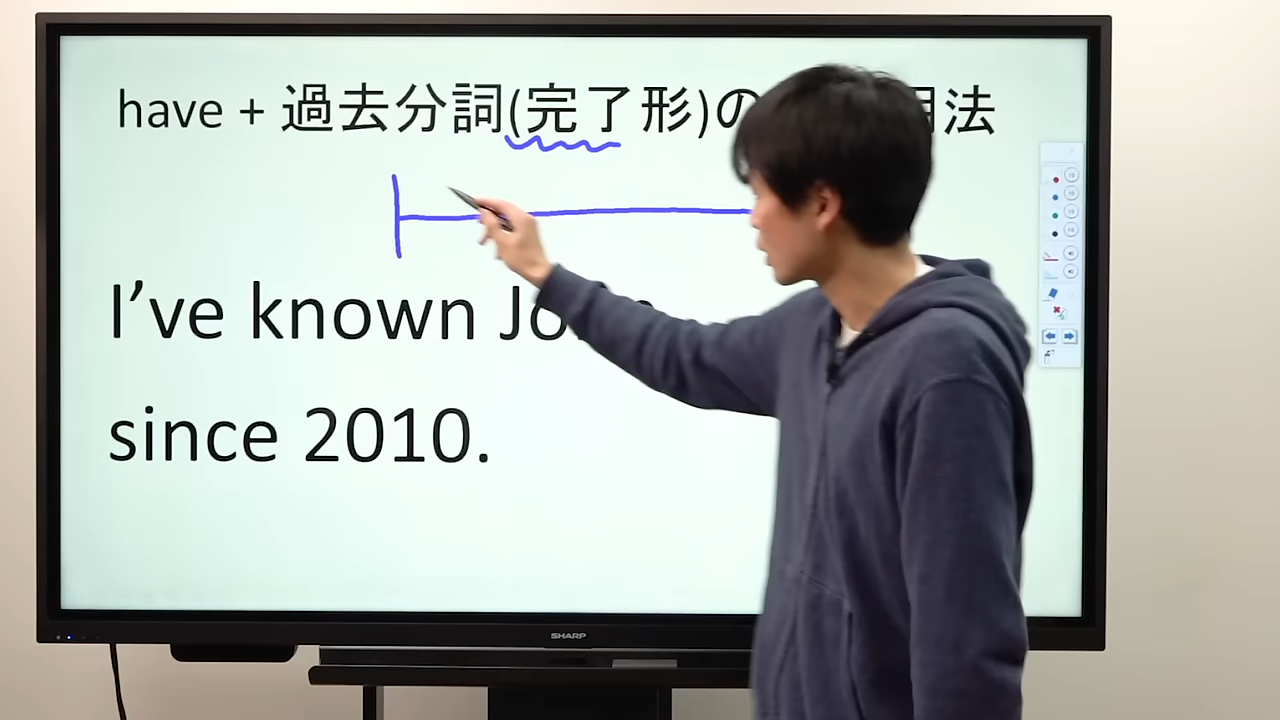 have + 過去分詞(完了形)の 用法
I've known Jo
since 2010.
SHARP